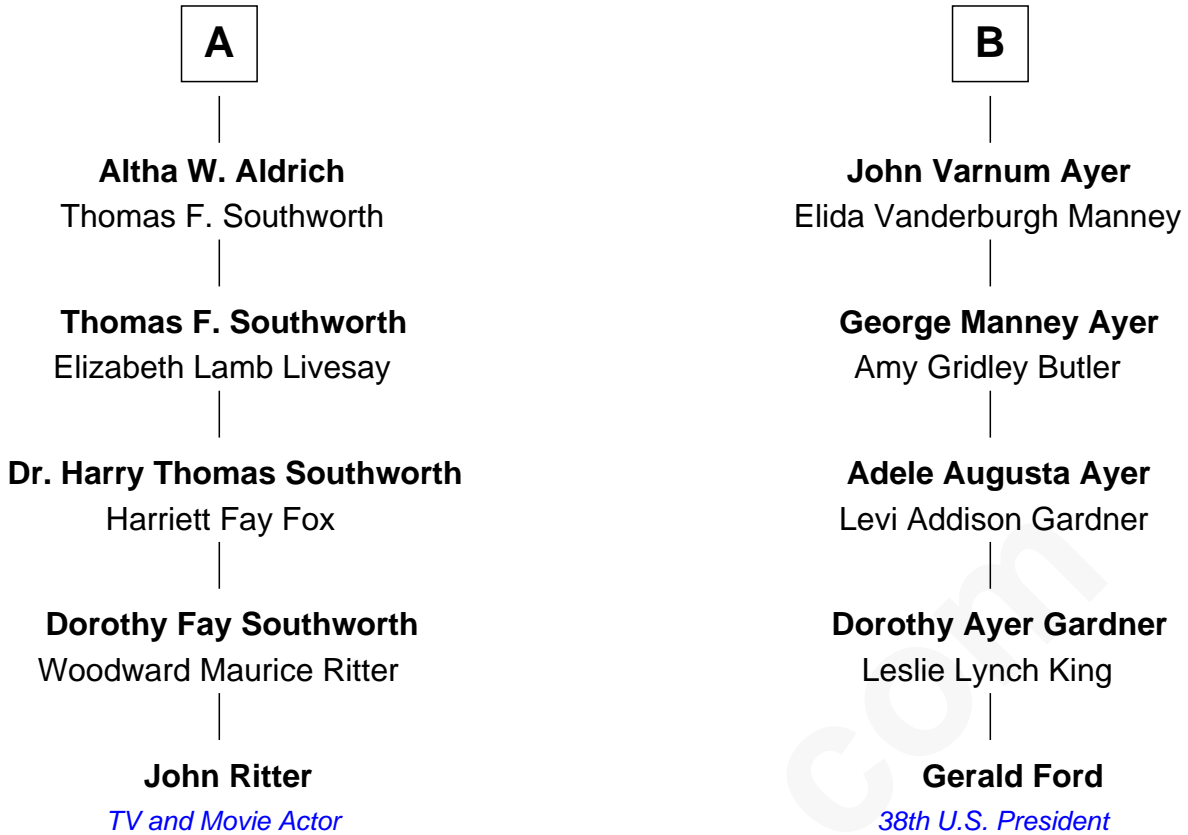 A
Altha W. Aldrich
Thomas F. Southworth
Thomas F. Southworth
Elizabeth Lamb Livesay
Dr. Harry Thomas Southworth
Harriett Fay Fox
Dorothy Fay Southworth
Woodward Maurice Ritter
John Ritter
TV and Movie Actor
B
John Varnum Ayer
Elida Vanderburgh Manney
George Manney Ayer
Amy Gridley Butler
Adele Augusta Ayer
Levi Addison Gardner
Dorothy Ayer Gardner
Leslie Lynch King
Gerald Ford
38th U.S. President
com